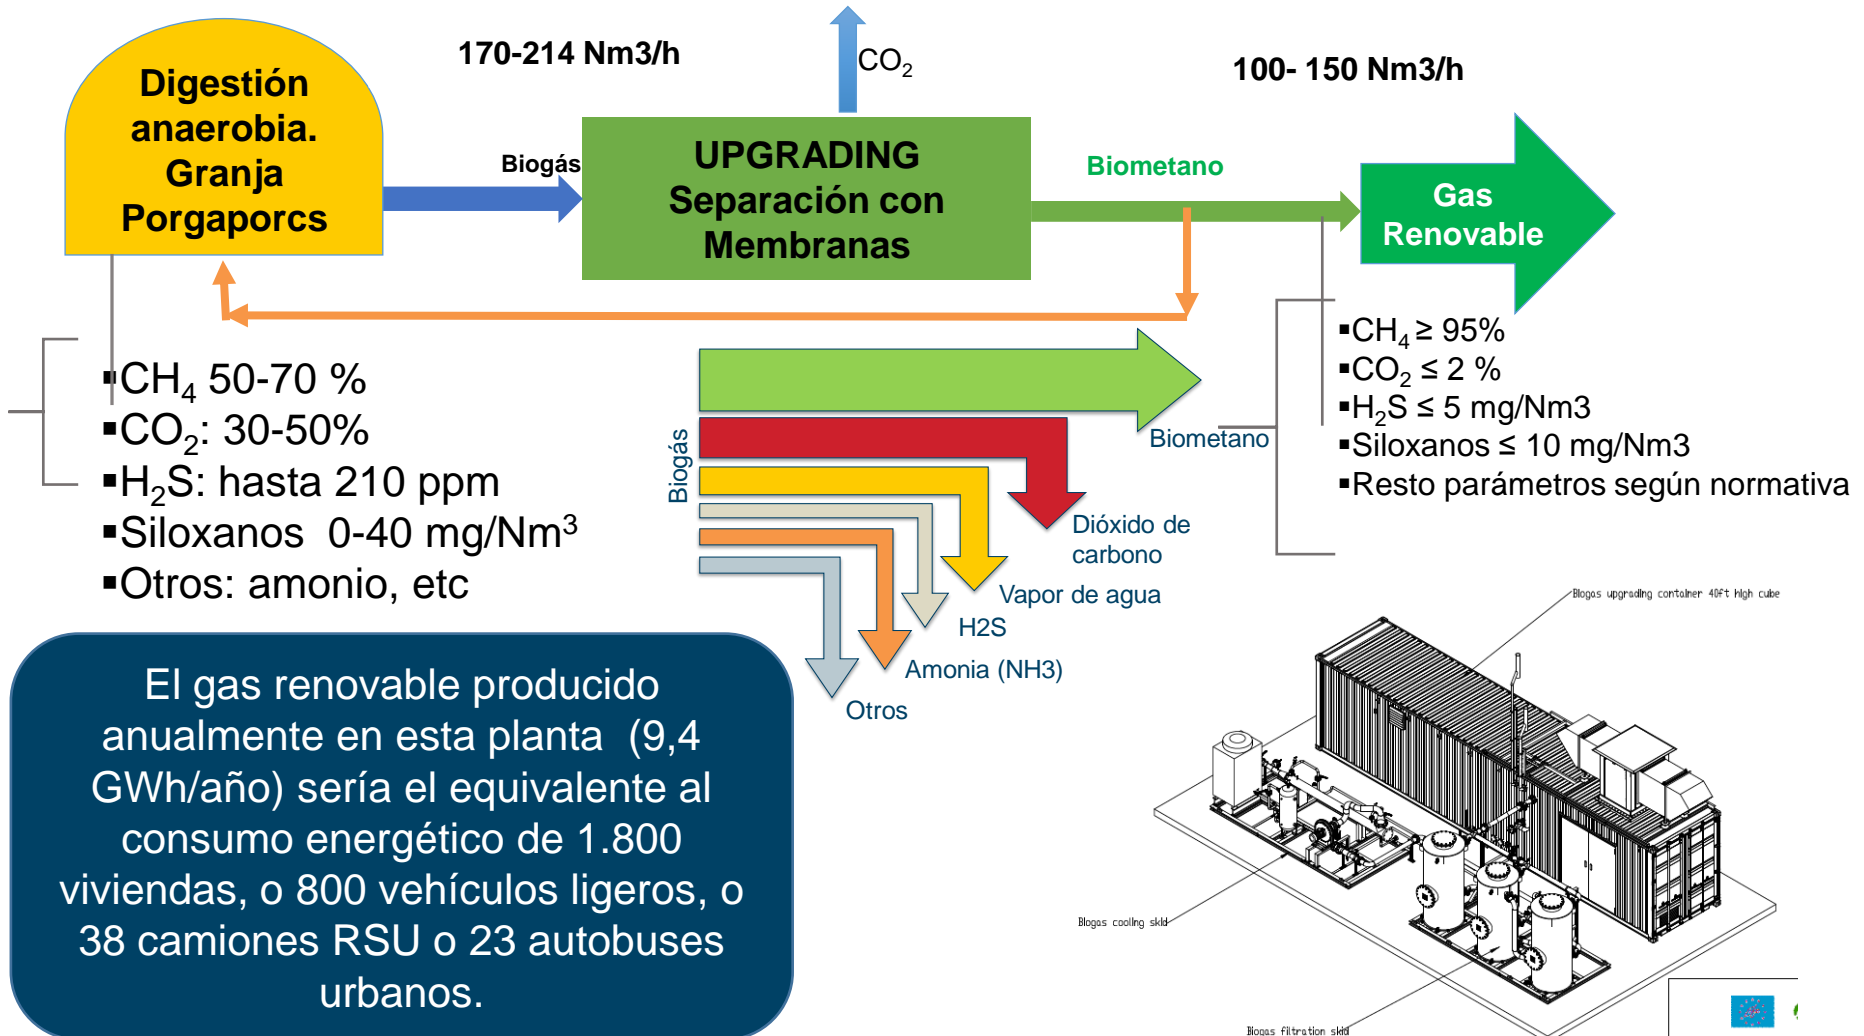 170-214 Nm3/h
CO2
100- 150 Nm3/h
Digestión
anaerobia.
Granja
Porgaporcs
Biogás
UPGRADING
Separación con
Membranas
Biometano
Gas
Renovable
▪CH4 50-70 %
▪CO2: 30-50%
▪H2S: hasta 210 ppm
▪Siloxanos 0-40 mg/Nm3
▪Otros: amonio, etc
Biogás
Biometano
Dióxido de
carbono
Vapor de agua
H2S
Amonia (NH3)
Otros
▪CH4 ≥ 95%
▪CO2 ≤ 2 %
▪H2S ≤ 5 mg/Nm3
▪Siloxanos ≤ 10 mg/Nm3
▪Resto parámetros según normativa
El gas renovable producido
anualmente en esta planta (9,4
GWh/año) sería el equivalente al
consumo energético de 1.800
viviendas, o 800 vehículos ligeros, o
38 camiones RSU o 23 autobuses
urbanos.
Biogas upgrading container 40ft high cube
Biogas cooling skid
Biogas filtration skid